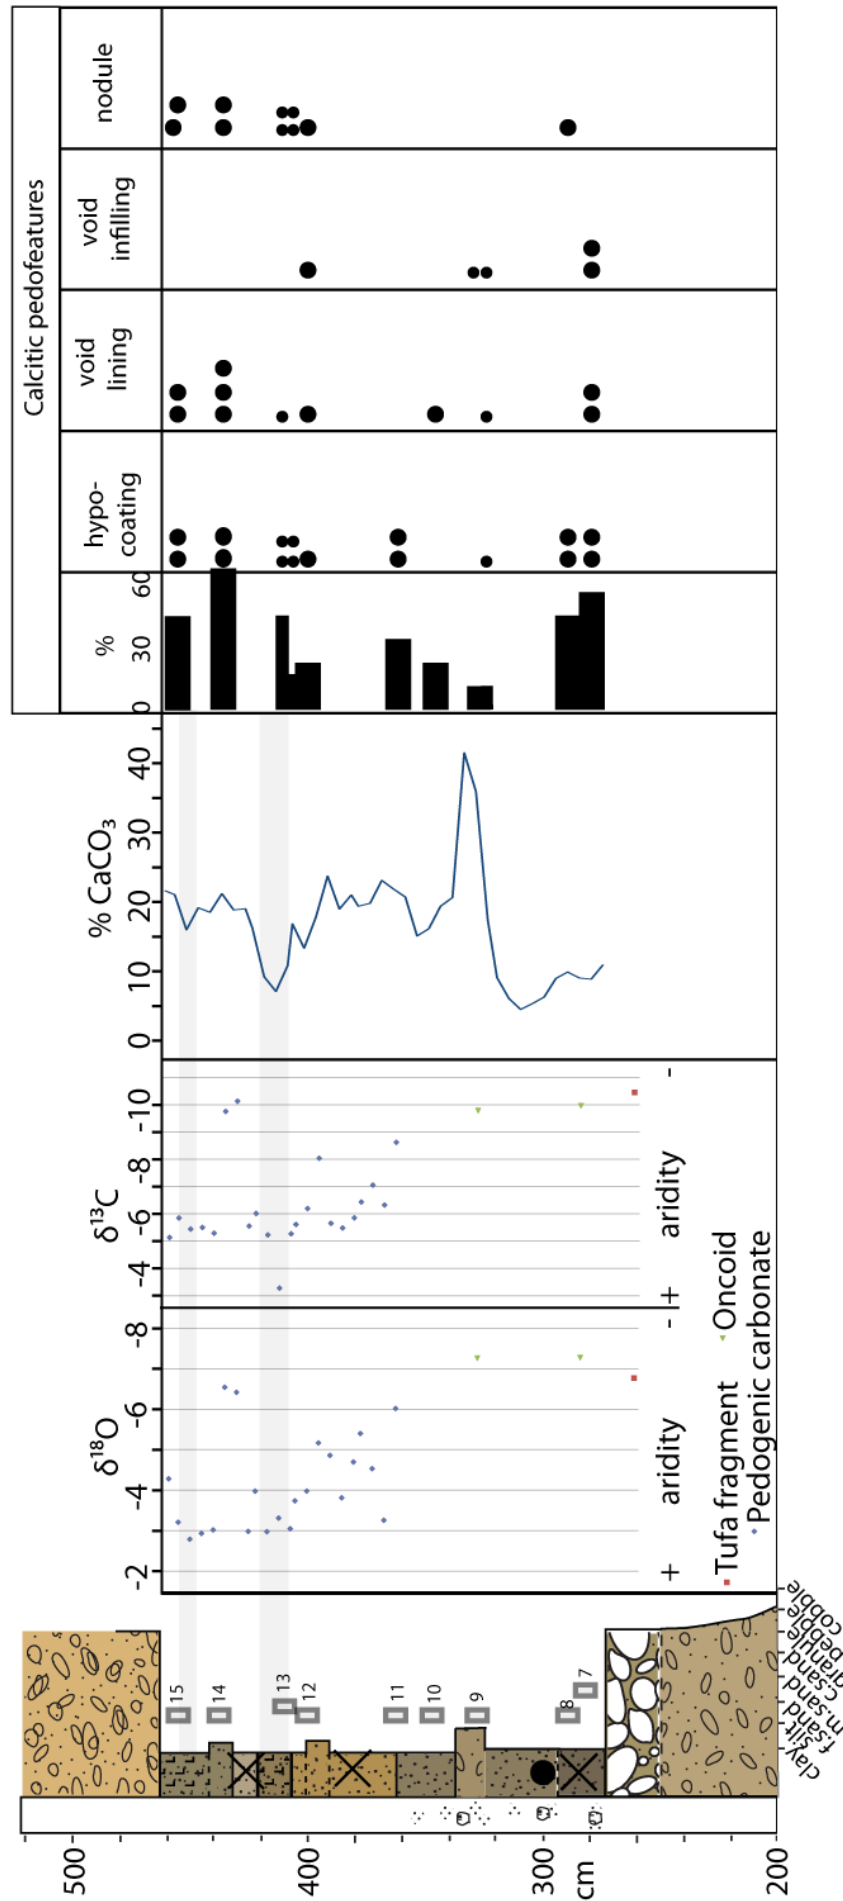 Calcitic pedofeatures
nodule
void
infilling
void
lining
hypo-
coating
%
0 30 60
% CaCO₃
0 10 20 30 40
δ¹³C
-4 -6 -8 -10
+ aridity -
δ¹⁸O
-2 -4 -6 -8
+ aridity -
Tufa fragment
Oncoid
Pedogenic carbonate
15
14
13
12
11
10
9
8
7
clay
silt
f.sand
m.sand
c.sand
granule
pebble
cobble
500
400
300
cm
200